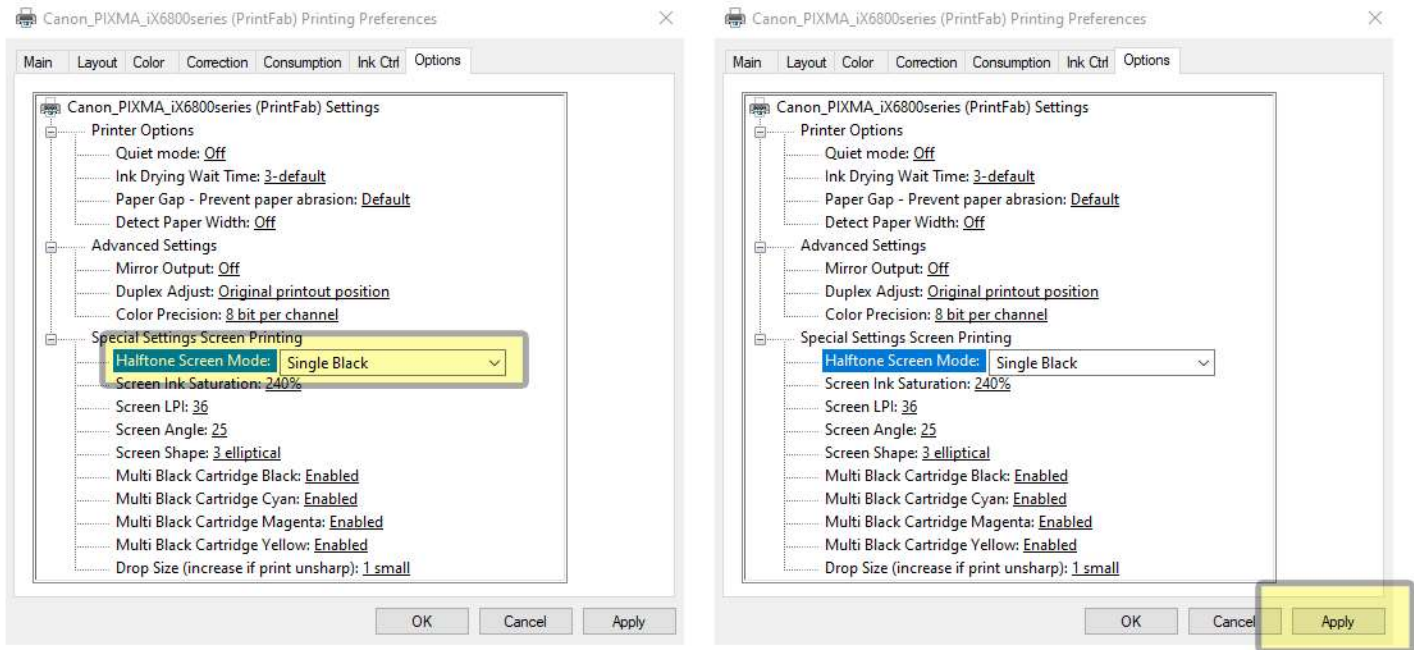 Canon_PIXMA_iX6800series (PrintFab) Printing Preferences
Main Layout Color Correction Consumption Ink Ctrl Options
Canon_PIXMA_iX6800series (PrintFab) Settings
Printer Options
Quiet mode: Off
Ink Drying Wait Time: 3-default
Paper Gap - Prevent paper abrasion: Default
Detect Paper Width: Off
Advanced Settings
Mirror Output: Off
Duplex Adjust: Original printout position
Color Precision: 8 bit per channel
Special Settings Screen Printing
Halftone Screen Mode: Single Black
Screen Ink Saturation: 240%
Screen LPI: 36
Screen Angle: 25
Screen Shape: 3 elliptical
Multi Black Cartridge Black: Enabled
Multi Black Cartridge Cyan: Enabled
Multi Black Cartridge Magenta: Enabled
Multi Black Cartridge Yellow: Enabled
Drop Size (increase if print unsharp): 1 small
OK Cancel Apply
Canon_PIXMA_iX6800series (PrintFab) Printing Preferences
Main Layout Color Correction Consumption Ink Ctrl Options
Canon_PIXMA_iX6800series (PrintFab) Settings
Printer Options
Quiet mode: Off
Ink Drying Wait Time: 3-default
Paper Gap - Prevent paper abrasion: Default
Detect Paper Width: Off
Advanced Settings
Mirror Output: Off
Duplex Adjust: Original printout position
Color Precision: 8 bit per channel
Special Settings Screen Printing
Halftone Screen Mode: Single Black
Screen Ink Saturation: 240%
Screen LPI: 36
Screen Angle: 25
Screen Shape: 3 elliptical
Multi Black Cartridge Black: Enabled
Multi Black Cartridge Cyan: Enabled
Multi Black Cartridge Magenta: Enabled
Multi Black Cartridge Yellow: Enabled
Drop Size (increase if print unsharp): 1 small
OK Cancel Apply